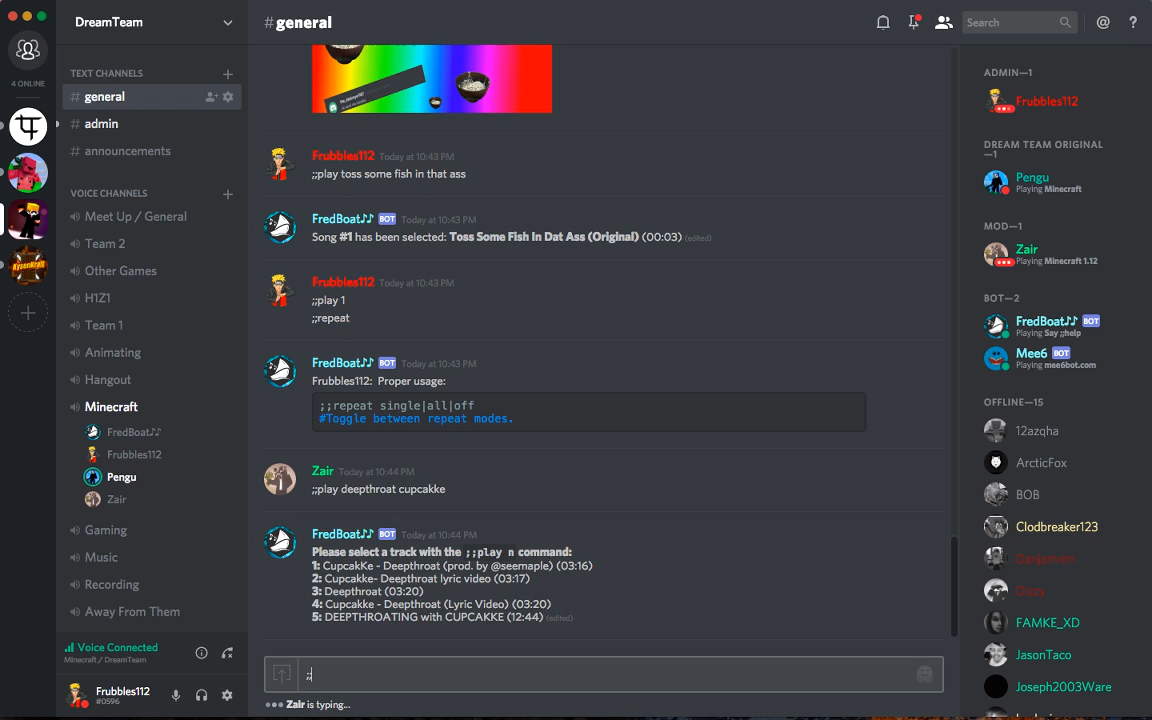 DreamTeam
4 ONLINE
TEXT CHANNELS
# general
# admin
# announcements
VOICE CHANNELS
Meet Up / General
Team 2
Other Games
H1Z1
Team 1
Animating
Hangout
Minecraft
FredBoat♪♪
Frubbles112
Pengu
Zair
Gaming
Music
Recording
Away From Them
Voice Connected
Minecraft / DreamTeam
Frubbles112
#0596
#general
Search
@ ?
Frubbles112 Today at 10:43 PM
;;play toss some fish in that ass
FredBoat♪♪ BOT Today at 10:43 PM
Song #1 has been selected: Toss Some Fish In Dat Ass (Original) (00:03) (edited)
Frubbles112 Today at 10:43 PM
;;play 1
;;repeat
FredBoat♪♪ BOT Today at 10:43 PM
Frubbles112: Proper usage:
;;repeat single|all|off
#Toggle between repeat modes.
Zair Today at 10:44 PM
;;play deepthroat cupcakke
FredBoat♪♪ BOT Today at 10:44 PM
Please select a track with the ;;play n command:
1: CupcakKe - Deepthroat (prod. by @seemaple) (03:16)
2: Cupcakke- Deepthroat lyric video (03:17)
3: Deepthroat (03:20)
4: Cupcakke - Deepthroat (Lyric Video) (03:20)
5: DEEPTHROATING with CUPCAKKE (12:44) (edited)
;;
Zair is typing...
ADMIN—1
Frubbles112
DREAM TEAM ORIGINAL
—1
Pengu
Playing Minecraft
MOD—1
Zair
Playing Minecraft 1.12
BOT—2
FredBoat♪♪ BOT
Playing Say ;;help
Mee6 BOT
Playing mee6bot.com
OFFLINE—15
12azqha
ArcticFox
BOB
Clodbreaker123
Dizzy
FAMKE_XD
JasonTaco
Joseph2003Ware